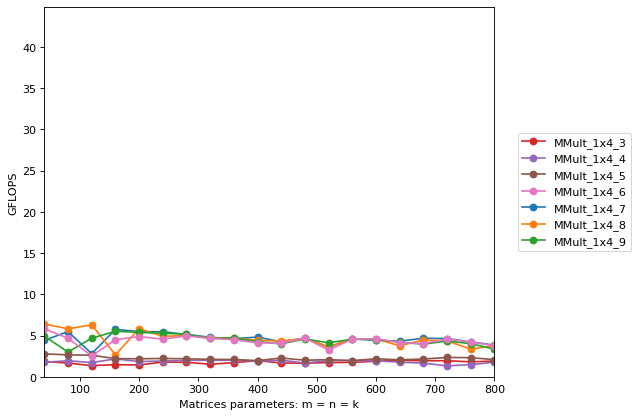 40
35
30
25
20
15
10
5
0
GFLOPS
100 200 300 400 500 600 700 800
Matrices parameters: m = n = k
MMult_1x4_3
MMult_1x4_4
MMult_1x4_5
MMult_1x4_6
MMult_1x4_7
MMult_1x4_8
MMult_1x4_9